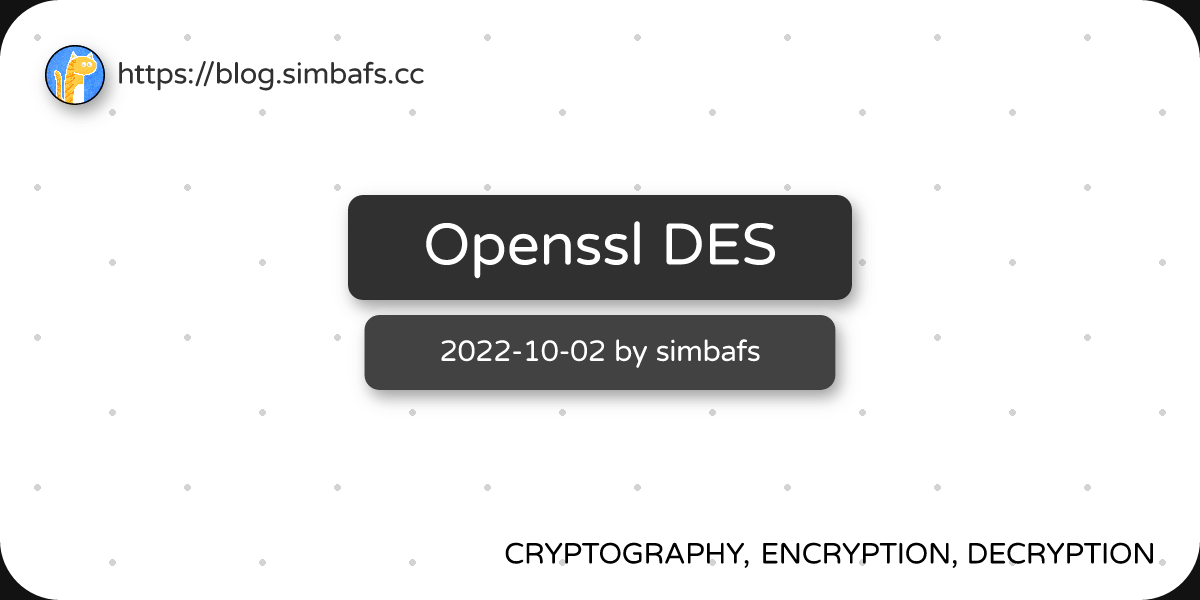 https://blog.simbafs.cc
Openssl DES
2022-10-02 by simbafs
CRYPTOGRAPHY, ENCRYPTION, DECRYPTION